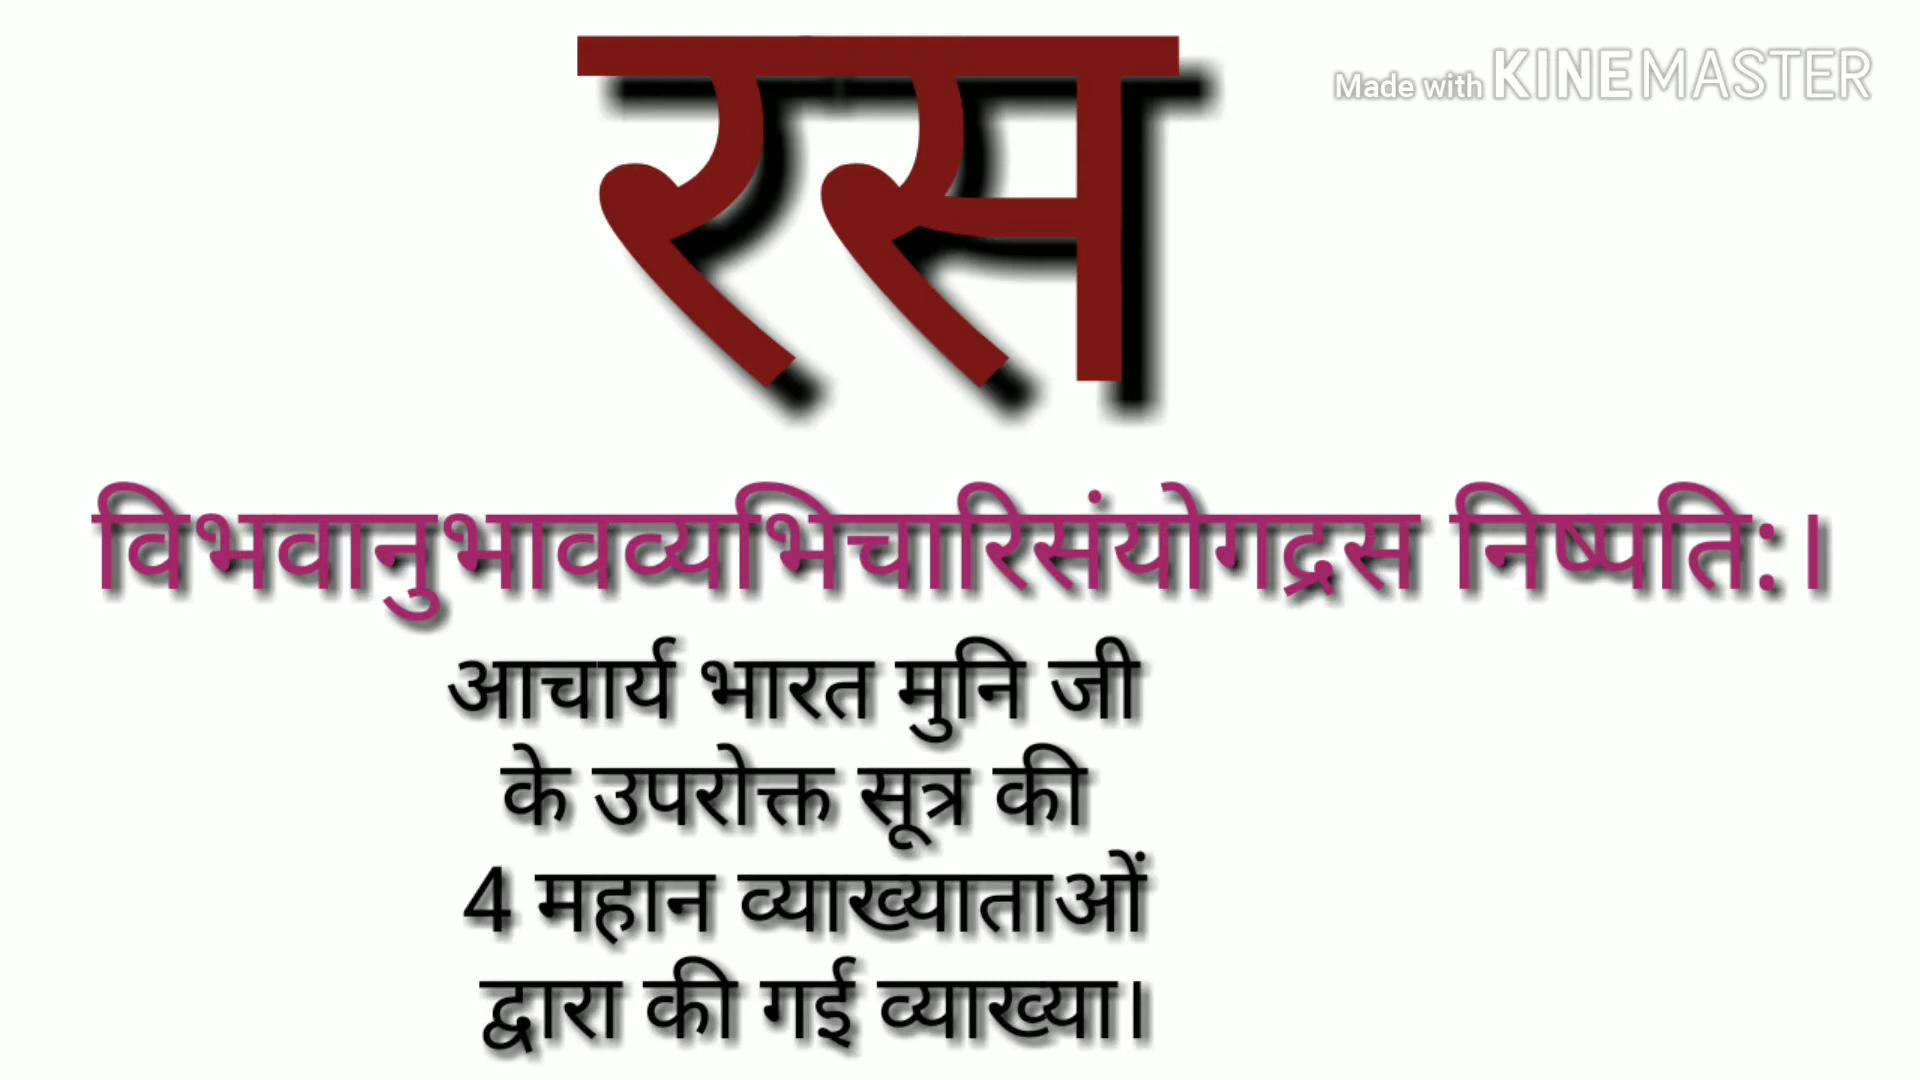 Made with KINEMASTER
रस
विभवानुभावव्यभिचारिसंयोगद्रस निष्पति:।
आचार्य भारत मुनि जी
के उपरोक्त सूत्र की
4 महान व्याख्याताओं
द्वारा की गई व्याख्या।